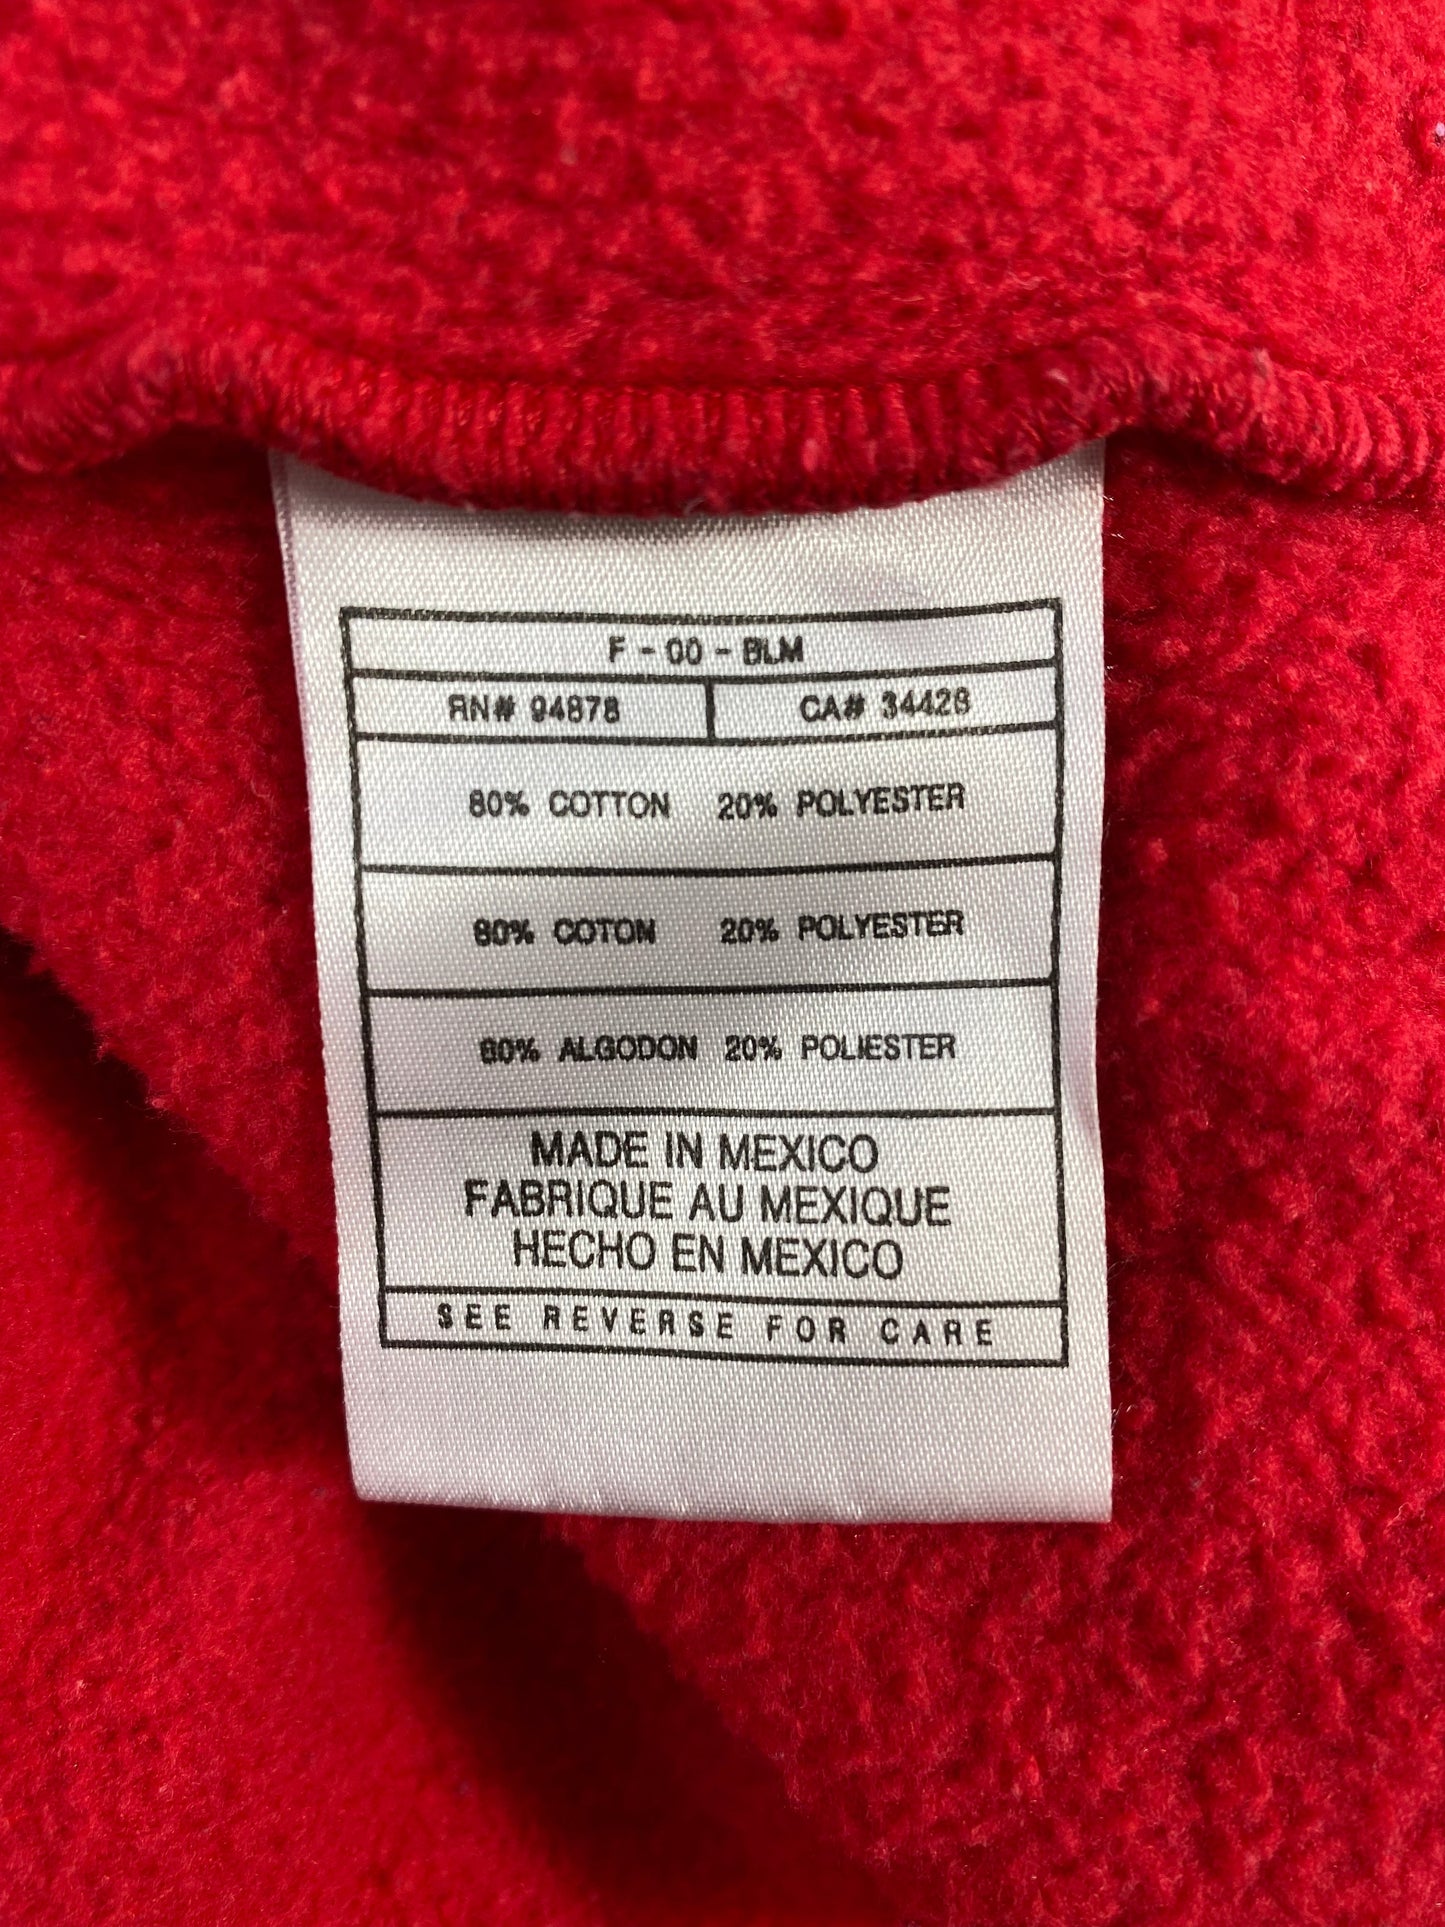 F - 00 - BLM
RN# 94878 CA# 34428
80% COTTON 20% POLYESTER
80% COTON 20% POLYESTER
80% ALGODON 20% POLIESTER
MADE IN MEXICO
FABRIQUE AU MEXIQUE
HECHO EN MEXICO
SEE REVERSE FOR CARE